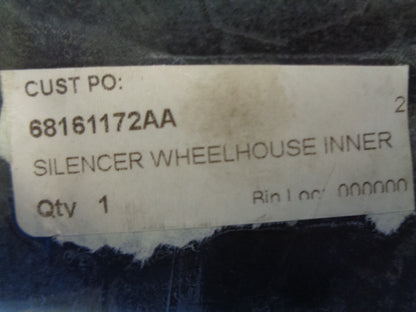 CUST PO:
68161172AA 2
SILENCER WHEELHOUSE INNER
Qty 1 Bin Loc: 000000